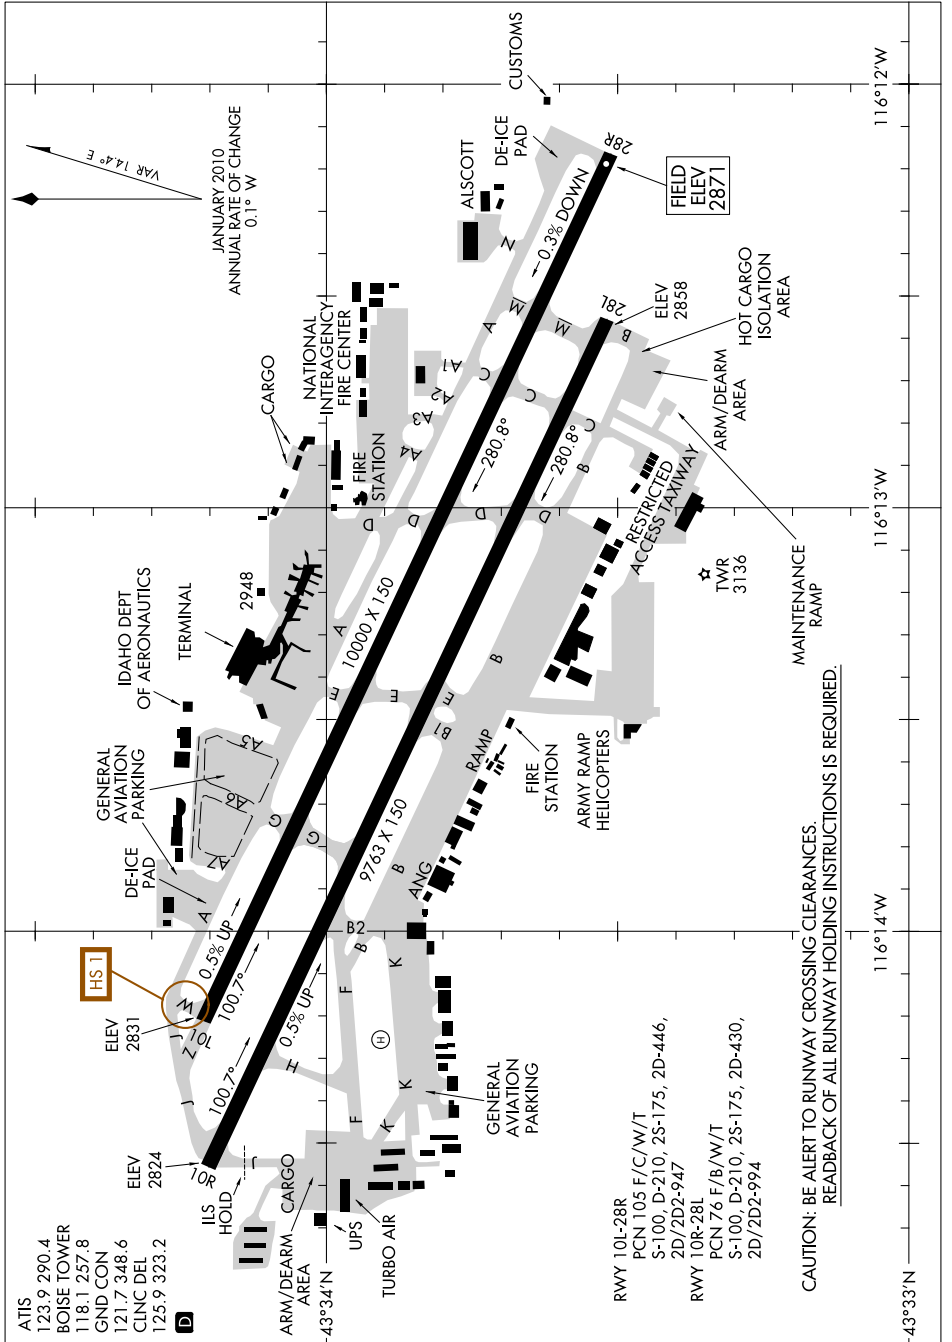 ATIS
123.9 290.4
BOISE TOWER
118.1 257.8
GND CON
121.7 348.6
CLNC DEL
125.9 323.2
D
VAR 14.4° E
JANUARY 2010
ANNUAL RATE OF CHANGE
0.1° W
CUSTOMS
DE-ICE
PAD
ALSCOTT
28R
FIELD
ELEV
2871
0.3% DOWN
Z
116°12'W
NATIONAL
INTERAGENCY
FIRE CENTER
CARGO
FIRE
STATION
A
A1
A2
A3
A4
M
M
C
C
C
28L
B
ELEV
2858
HOT CARGO
ISOLATION
AREA
ARM/DEARM
AREA
280.8°
280.8°
D
D
D
D
B
RESTRICTED
ACCESS TAXIWAY
116°13'W
TWR
3136
MAINTENANCE
RAMP
IDAHO DEPT
OF AERONAUTICS
TERMINAL
2948
A
10000 X 150
E
E
E
B
B1
RAMP
FIRE
STATION
ARMY RAMP
HELICOPTERS
GENERAL
AVIATION
PARKING
A5
A6
A7
DE-ICE
PAD
G
G
9763 X 150
B
ANG
A
HS 1
0.5% UP
100.7°
W
ELEV
2831
10L
F
Z
J
J
B2
B
K
F
0.5% UP
H
100.7°
H
116°14'W
ELEV
2824
10R
ILS
HOLD
J
F
K
K
GENERAL
AVIATION
PARKING
ARM/DEARM
AREA
CARGO
UPS
TURBO AIR
43°34'N
RWY 10L-28R
PCN 105 F/C/W/T
S-100, D-210, 2S-175, 2D-446,
2D/2D2-947
RWY 10R-28L
PCN 76 F/B/W/T
S-100, D-210, 2S-175, 2D-430,
2D/2D2-994
CAUTION: BE ALERT TO RUNWAY CROSSING CLEARANCES.
READBACK OF ALL RUNWAY HOLDING INSTRUCTIONS IS REQUIRED.
43°33'N